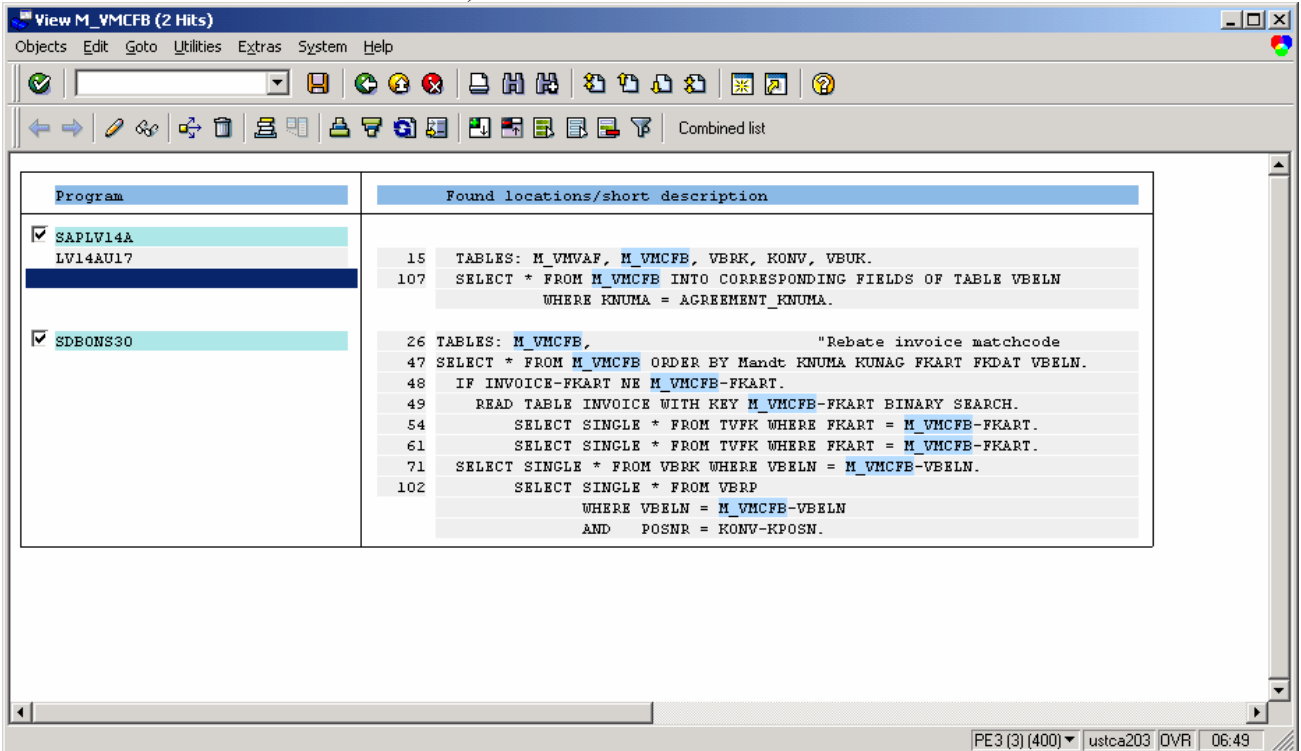 View M_VMCFB (2 Hits)
Objects Edit Goto Utilities Extras System Help
Combined list
Program Found locations/short description
SAPLV14A
LV14AU17 15 TABLES: M_VMVAF, M_VMCFB, VBRK, KONV, VBUK.
107 SELECT * FROM M_VMCFB INTO CORRESPONDING FIELDS OF TABLE VBELN
WHERE KNUMA = AGREEMENT_KNUMA.
SDBONS30 26 TABLES: M_VMCFB, "Rebate invoice matchcode
47 SELECT * FROM M_VMCFB ORDER BY Mandt KNUMA KUNAG FKART FKDAT VBELN.
48 IF INVOICE-FKART NE M_VMCFB-FKART.
49 READ TABLE INVOICE WITH KEY M_VMCFB-FKART BINARY SEARCH.
54 SELECT SINGLE * FROM TVFK WHERE FKART = M_VMCFB-FKART.
61 SELECT SINGLE * FROM TVFK WHERE FKART = M_VMCFB-FKART.
71 SELECT SINGLE * FROM VBRK WHERE VBELN = M_VMCFB-VBELN.
102 SELECT SINGLE * FROM VBRP
WHERE VBELN = M_VMCFB-VBELN
AND POSNR = KONV-KPOSN.
PE3 (3) (400) ustca203 OVR 06:49